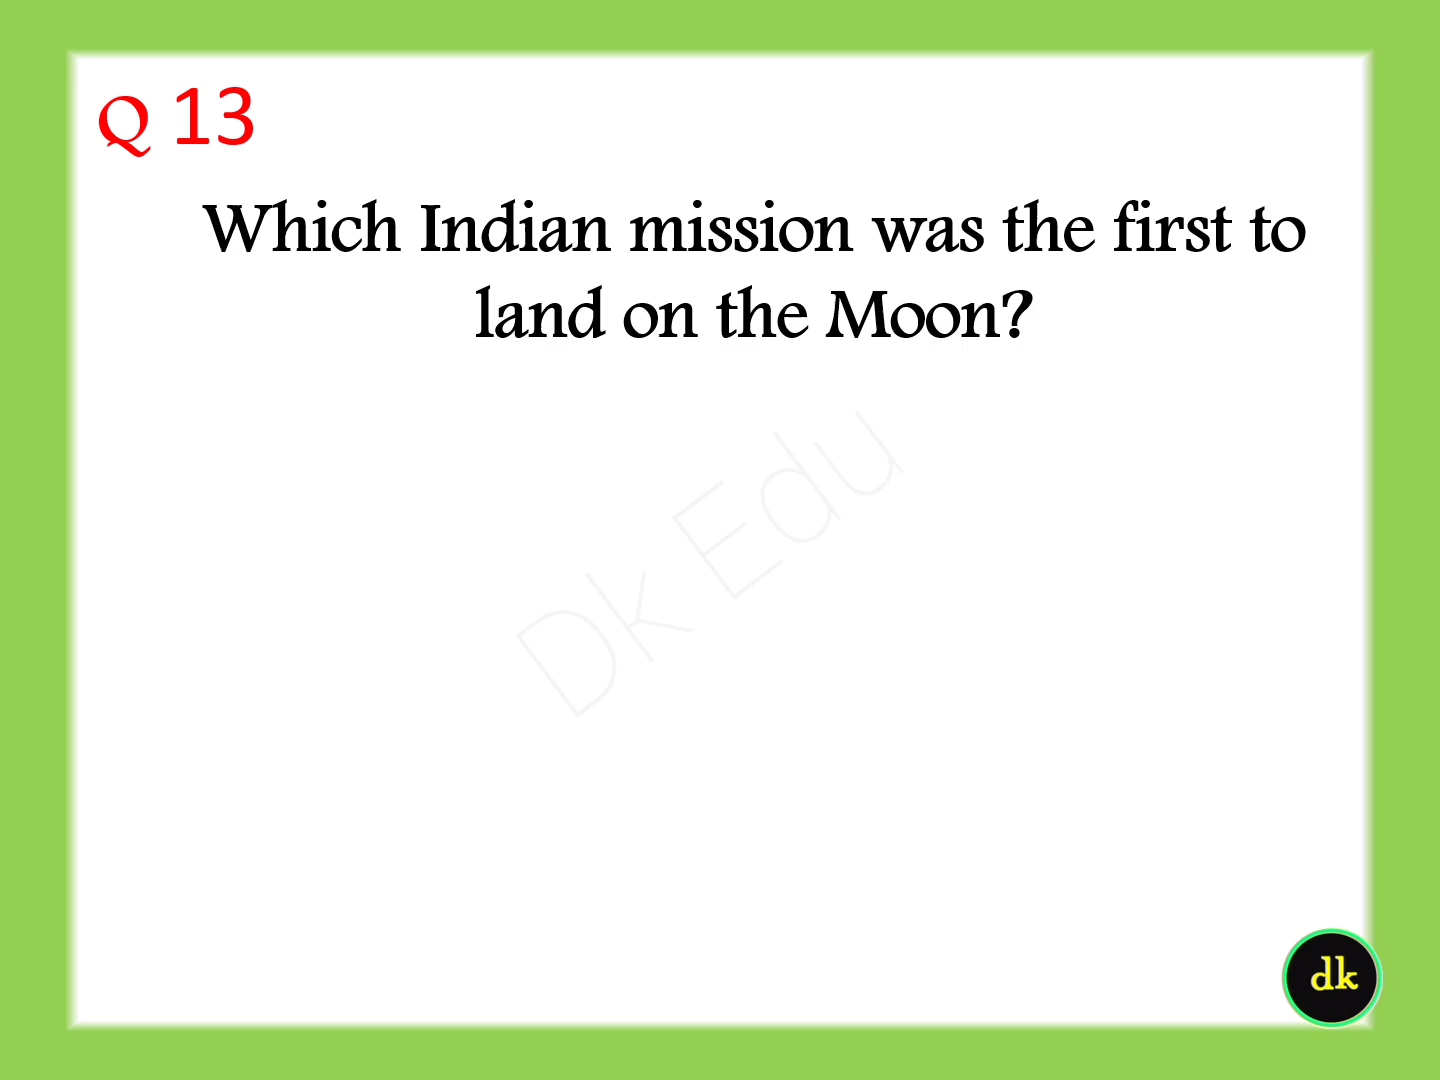 Q 13
Which Indian mission was the first to
land on the Moon?
Dk Edu
dk